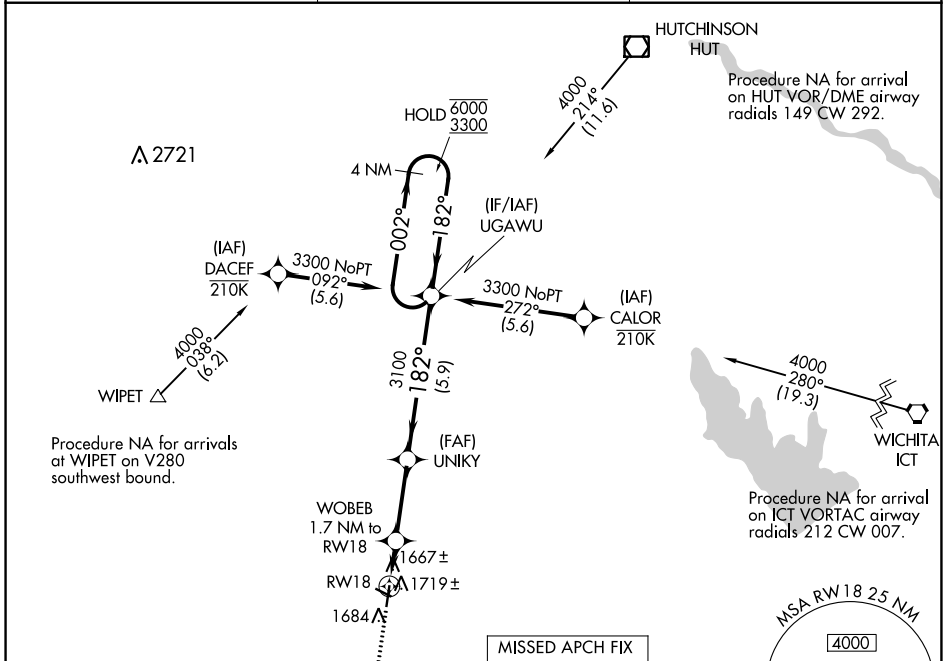 HUTCHINSON
HUT
Procedure NA for arrival
on HUT VOR/DME airway
radials 149 CW 292.
4000
214°
(11.6)
HOLD 6000
3300
4 NM
2721
002°
182°
(IF/IAF)
UGAWU
(IAF)
DACEF
210K
3300 NoPT
092°
(5.6)
3300 NoPT
272°
(5.6)
(IAF)
CALOR
210K
4000
038°
(6.2)
WIPET
3100
182°
(5.9)
4000
280°
(19.3)
WICHITA
ICT
Procedure NA for arrivals
at WIPET on V280
southwest bound.
(FAF)
UNIKY
Procedure NA for arrival
on ICT VORTAC airway
radials 212 CW 007.
WOBEB
1.7 NM to
RW18
1667±
RW18
1719±
1684
MISSED APCH FIX
MSA RW18 25 NM
4000